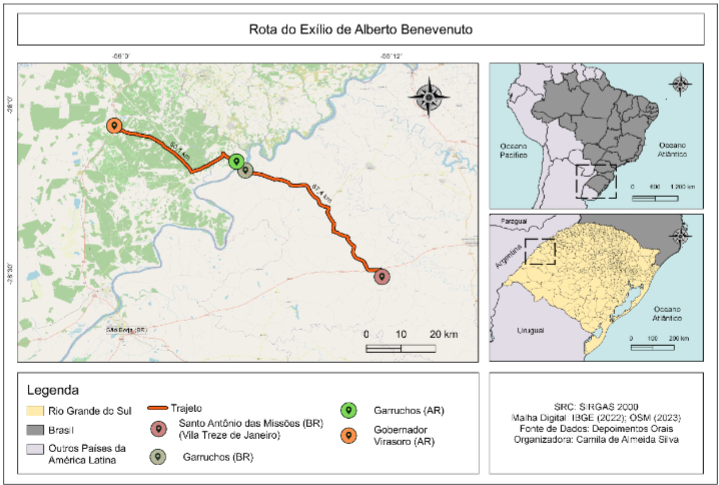 Rota do Exílio de Alberto Benevenuto
-56°0'
-55°12'
-28°0'
-28°30'
67,4 km
São Borja (BR)
0 10 20 km
Oceano
Pacífico
Oceano
Atlântico
0 600 1.200 km
Paraguai
Argentina
Uruguai
Oceano
Atlântico
0 100 200 km
Legenda
Rio Grande do Sul
Brasil
Outros Países da
América Latina
Trajeto
Santo Antônio das Missões (BR)
(Vila Treze de Janeiro)
Garruchos (BR)
Garruchos (AR)
Gobernador
Virasoro (AR)
SRC: SIRGAS 2000
Malha Digital: IBGE (2022); OSM (2023)
Fonte de Dados: Depoimentos Orais
Organizadora: Camila de Almeida Silva